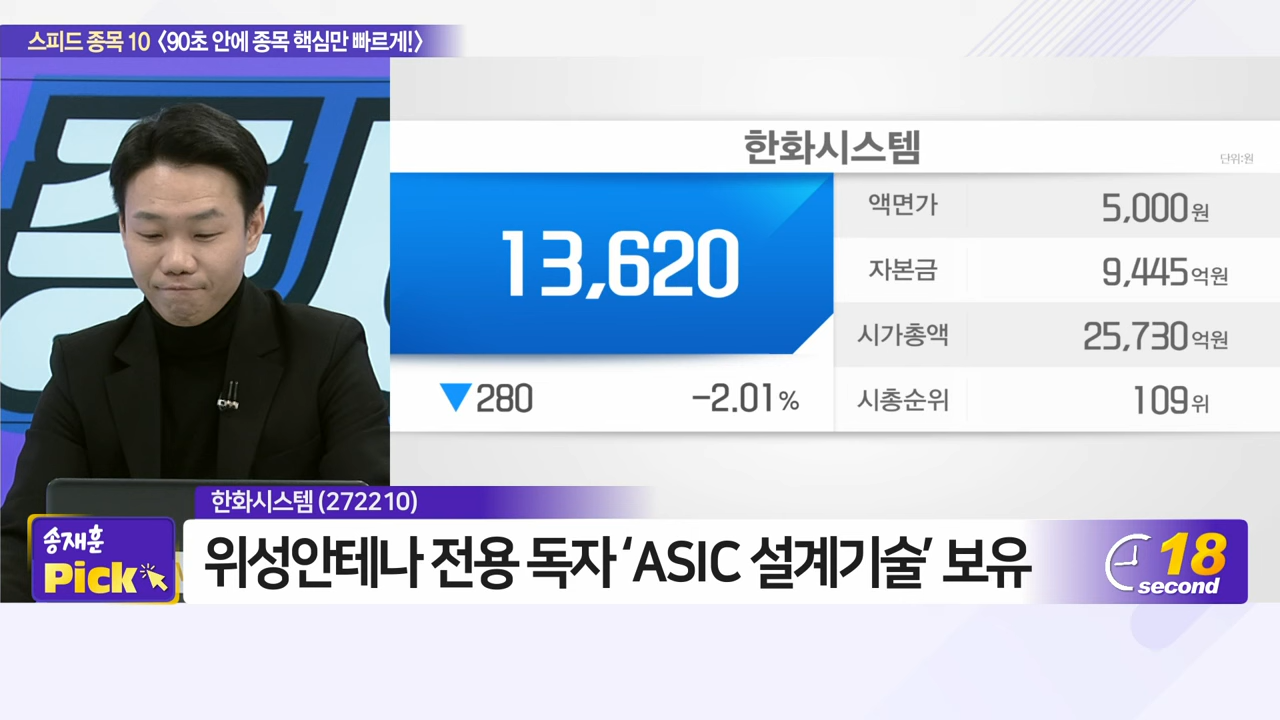 스피드 종목 10 〈90초 안에 종목 핵심만 빠르게!〉
한화시스템
단위:원
13,620
▼280 -2.01%
액면가 5,000원
자본금 9,445억원
시가총액 25,730억원
시총순위 109위
한화시스템 (272210)
송재훈
Pick
위성안테나 전용 독자 ‘ASIC 설계기술’ 보유
18
second